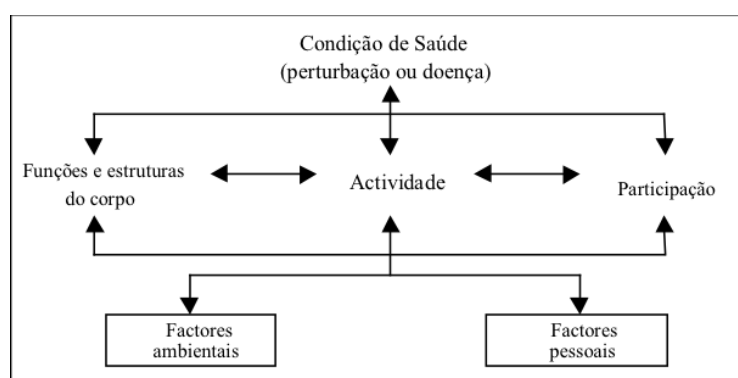 Condição de Saúde
(perturbação ou doença)
Funções e estruturas
do corpo
Actividade
Participação
Factores
ambientais
Factores
pessoais